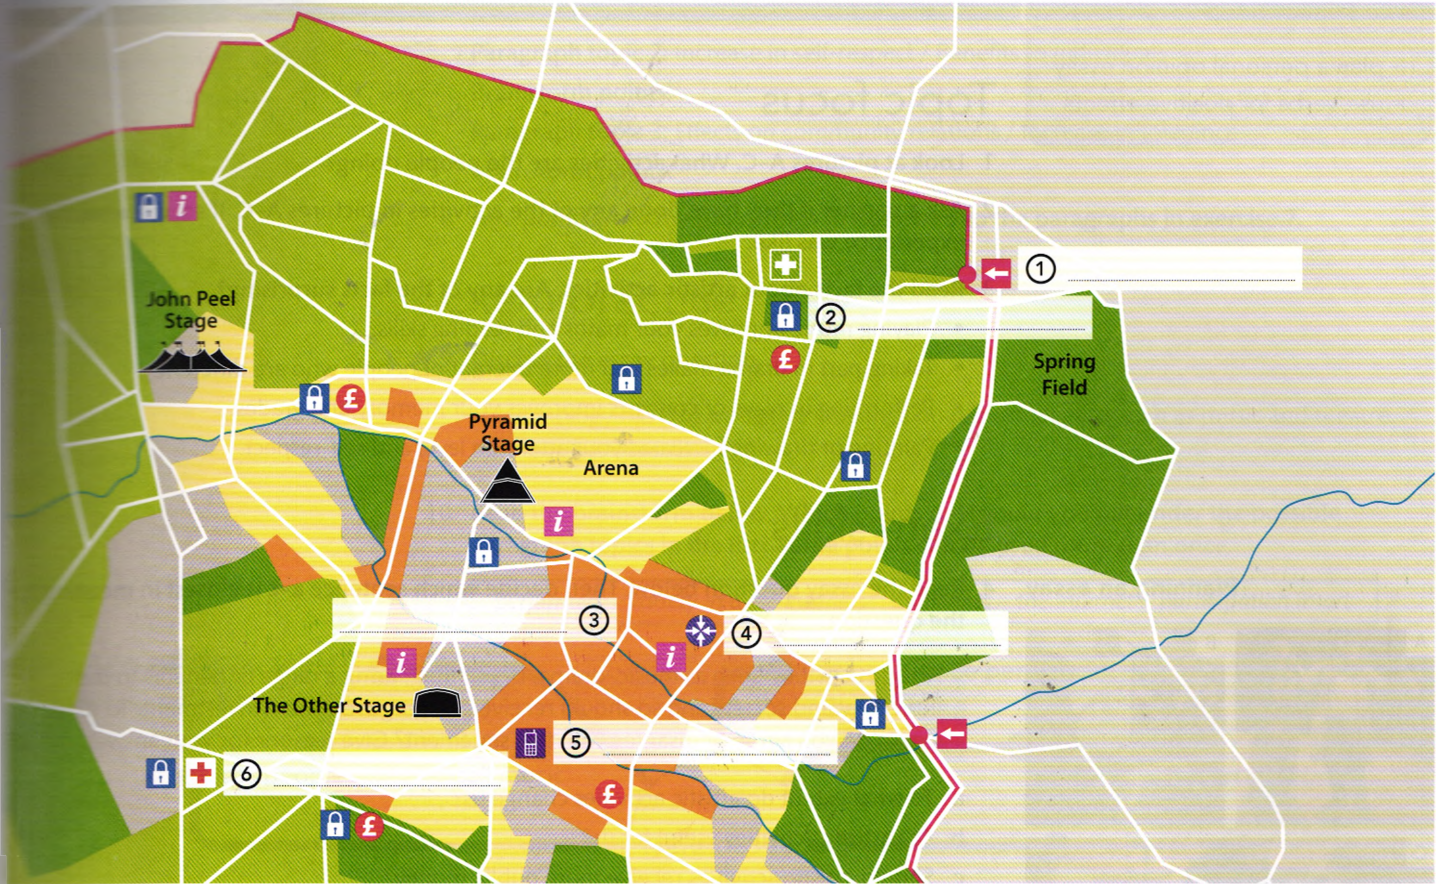 John Peel
Stage
①
②
Spring
Field
Pyramid
Stage
Arena
③
④
The Other Stage
⑤
⑥
i
i
i
i
£
£
£
£